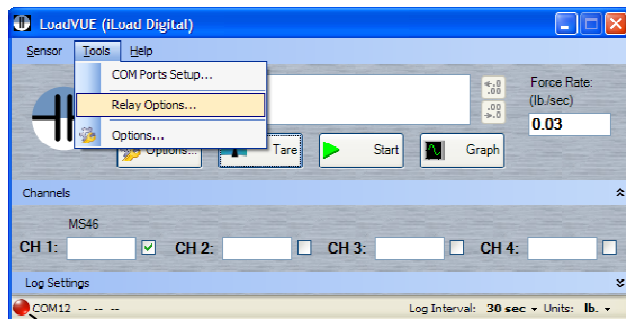 LoadVUE (iLoad Digital)
Sensor Tools Help
COM Ports Setup...
Relay Options...
Options...
Force Rate:
(lb./sec)
0.03
Options... Tare Start Graph
Channels
MS46
CH 1: CH 2: CH 3: CH 4:
Log Settings
COM12 -- -- -- Log Interval: 30 sec Units: lb.